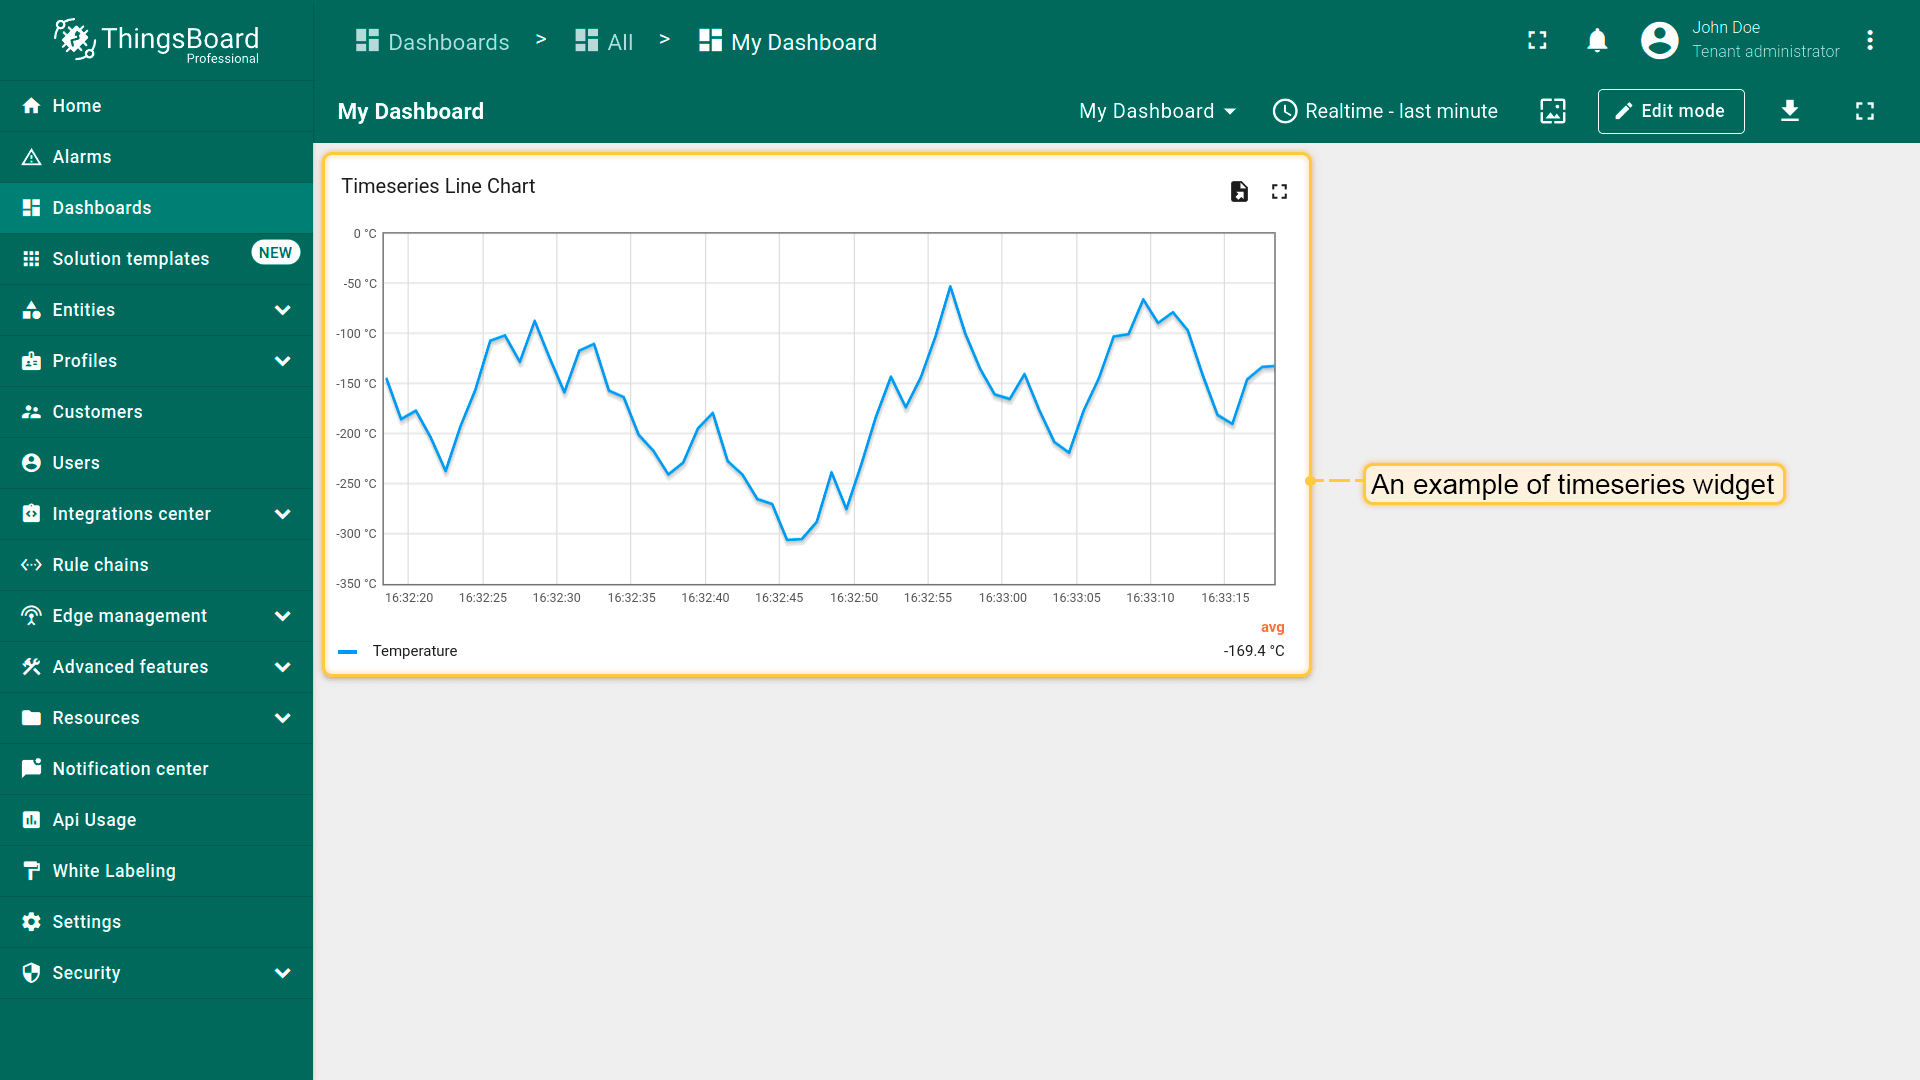 ThingsBoard
Professional
Dashboards > All > My Dashboard
John Doe
Tenant administrator
My Dashboard
My Dashboard
Realtime - last minute
Edit mode
Home
Alarms
Dashboards
Solution templates
NEW
Entities
Profiles
Customers
Users
Integrations center
Rule chains
Edge management
Advanced features
Resources
Notification center
Api Usage
White Labeling
Settings
Security
Timeseries Line Chart
0 °C
-50 °C
-100 °C
-150 °C
-200 °C
-250 °C
-300 °C
-350 °C
16:32:20 16:32:25 16:32:30 16:32:35 16:32:40 16:32:45 16:32:50 16:32:55 16:33:00 16:33:05 16:33:10 16:33:15
avg
Temperature -169.4 °C
An example of timeseries widget